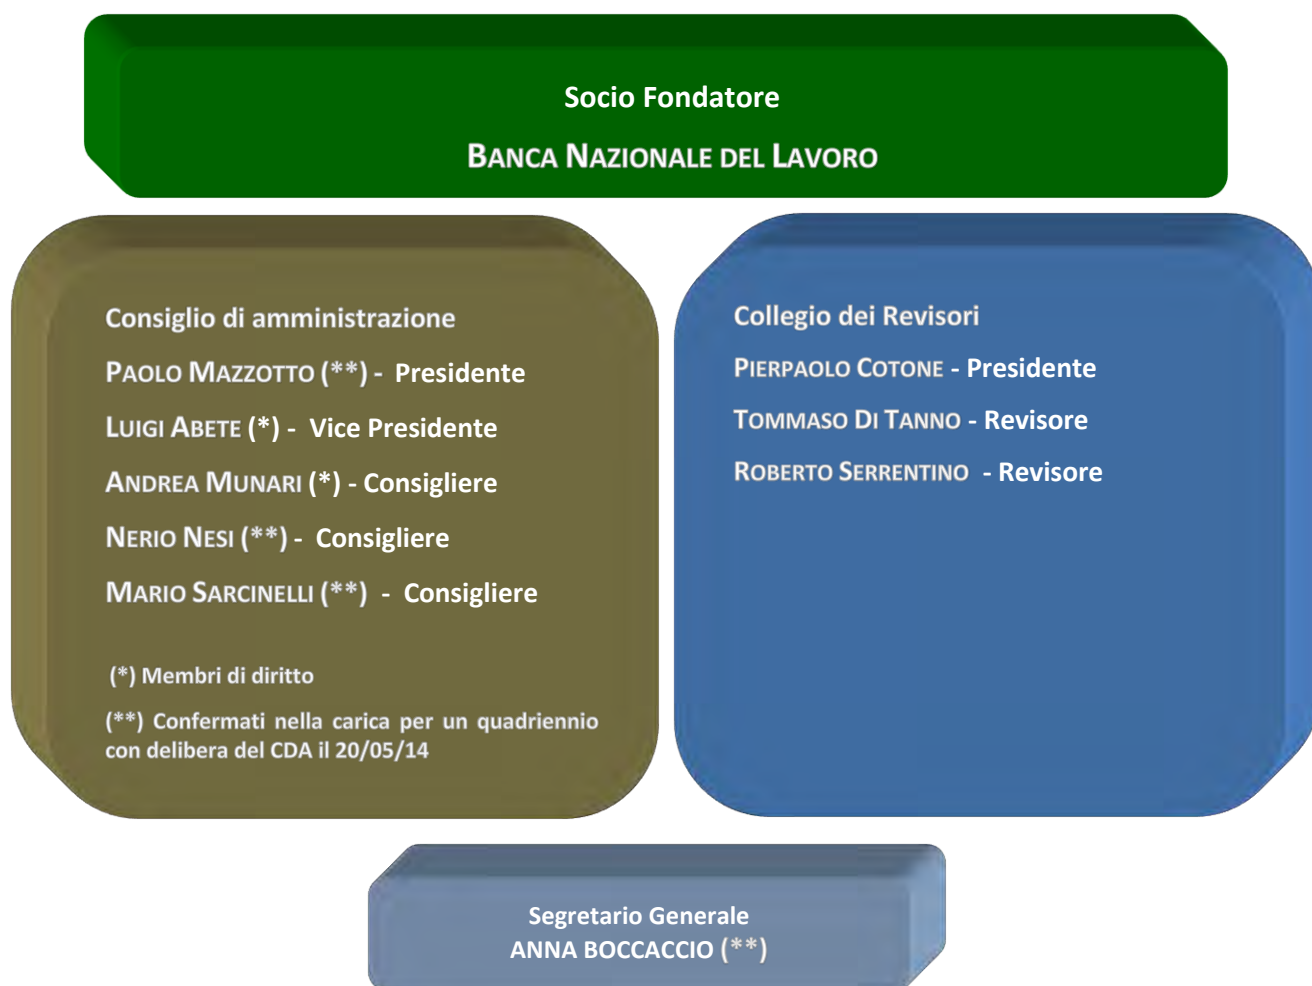 Socio Fondatore
BANCA NAZIONALE DEL LAVORO
Consiglio di amministrazione
PAOLO MAZZOTTO (**) - Presidente
LUIGI ABETE (*) - Vice Presidente
ANDREA MUNARI (*) - Consigliere
NERIO NESI (**) - Consigliere
MARIO SARCINELLI (**) - Consigliere
(*) Membri di diritto
(**) Confermati nella carica per un quadriennio
con delibera del CDA il 20/05/14
Collegio dei Revisori
PIERPAOLO COTONE - Presidente
TOMMASO DI TANNO - Revisore
ROBERTO SERRENTINO - Revisore
Segretario Generale
ANNA BOCCACCIO (**)